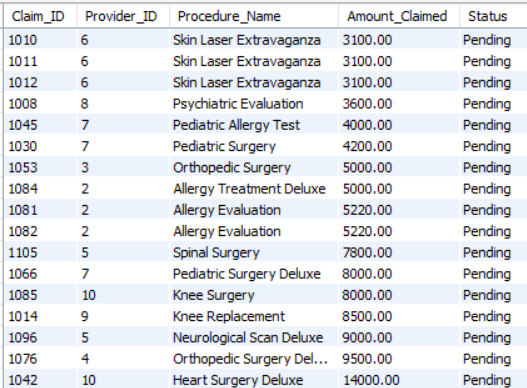 Claim_ID Provider_ID Procedure_Name Amount_Claimed Status
1010 6 Skin Laser Extravaganza 3100.00 Pending
1011 6 Skin Laser Extravaganza 3100.00 Pending
1012 6 Skin Laser Extravaganza 3100.00 Pending
1008 8 Psychiatric Evaluation 3600.00 Pending
1045 7 Pediatric Allergy Test 4000.00 Pending
1030 7 Pediatric Surgery 4200.00 Pending
1053 3 Orthopedic Surgery 5000.00 Pending
1084 2 Allergy Treatment Deluxe 5000.00 Pending
1081 2 Allergy Evaluation 5220.00 Pending
1082 2 Allergy Evaluation 5220.00 Pending
1105 5 Spinal Surgery 7800.00 Pending
1066 7 Pediatric Surgery Deluxe 8000.00 Pending
1085 10 Knee Surgery 8000.00 Pending
1014 9 Knee Replacement 8500.00 Pending
1096 5 Neurological Scan Deluxe 9000.00 Pending
1076 4 Orthopedic Surgery Del... 9500.00 Pending
1042 10 Heart Surgery Deluxe 14000.00 Pending